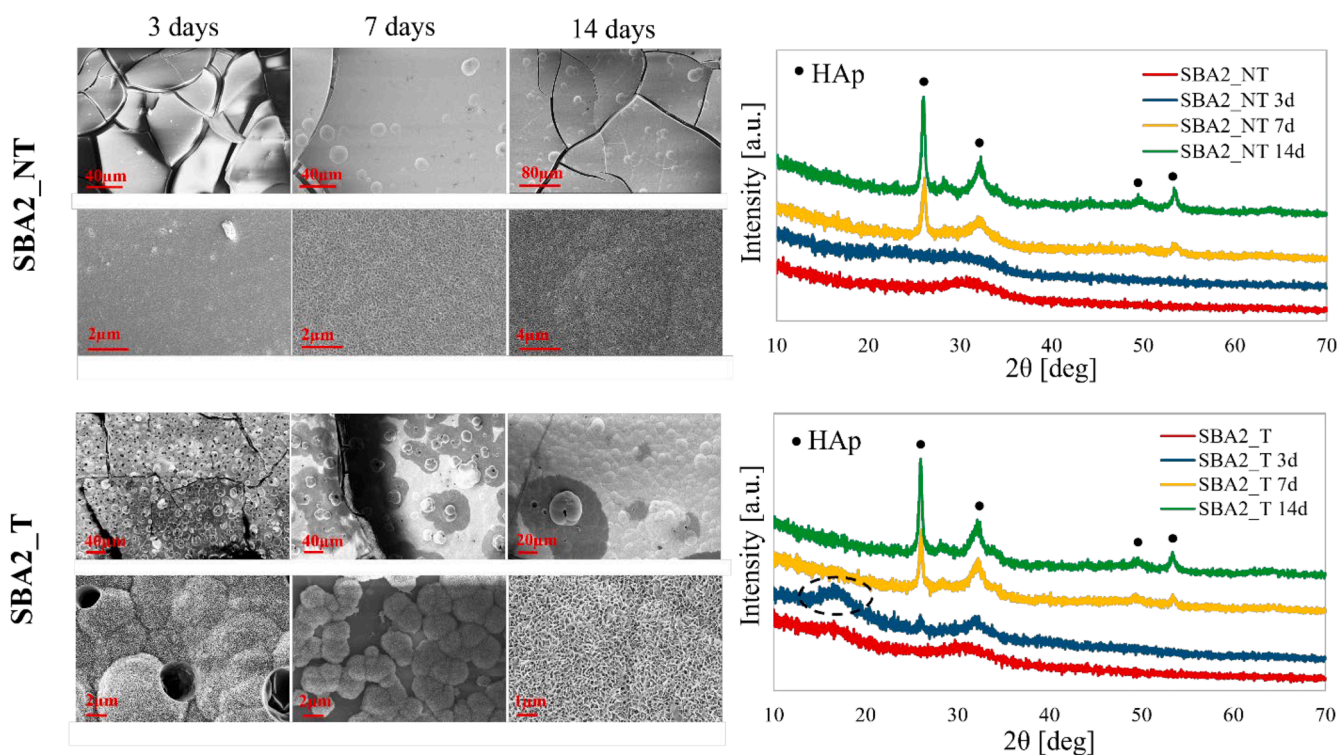 3 days 7 days 14 days
SBA2_NT
40µm 40µm 80µm
2µm 2µm 4µm
• HAp
SBA2_NT
SBA2_NT 3d
SBA2_NT 7d
SBA2_NT 14d
Intensity [a.u.]
10 20 30 40 50 60 70
2θ [deg]
SBA2_T
40µm 40µm 20µm
2µm 2µm 1µm
• HAp
SBA2_T
SBA2_T 3d
SBA2_T 7d
SBA2_T 14d
Intensity [a.u.]
10 20 30 40 50 60 70
2θ [deg]